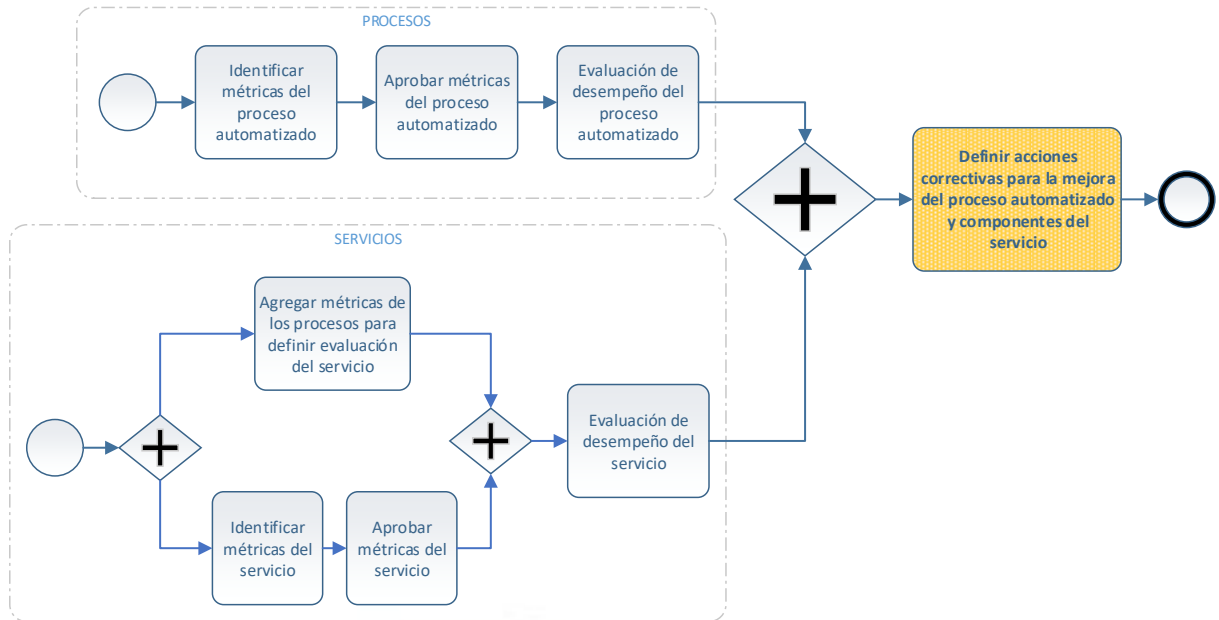 PROCESOS
Identificar
métricas del
proceso
automatizado
Aprobar métricas
del proceso
automatizado
Evaluación de
desempeño del
proceso
automatizado
Definir acciones
correctivas para la mejora
del proceso automatizado
y componentes del
servicio
SERVICIOS
Agregar métricas de
los procesos para
definir evaluación
del servicio
Evaluación de
desempeño del
servicio
Identificar
métricas del
servicio
Aprobar
métricas del
servicio